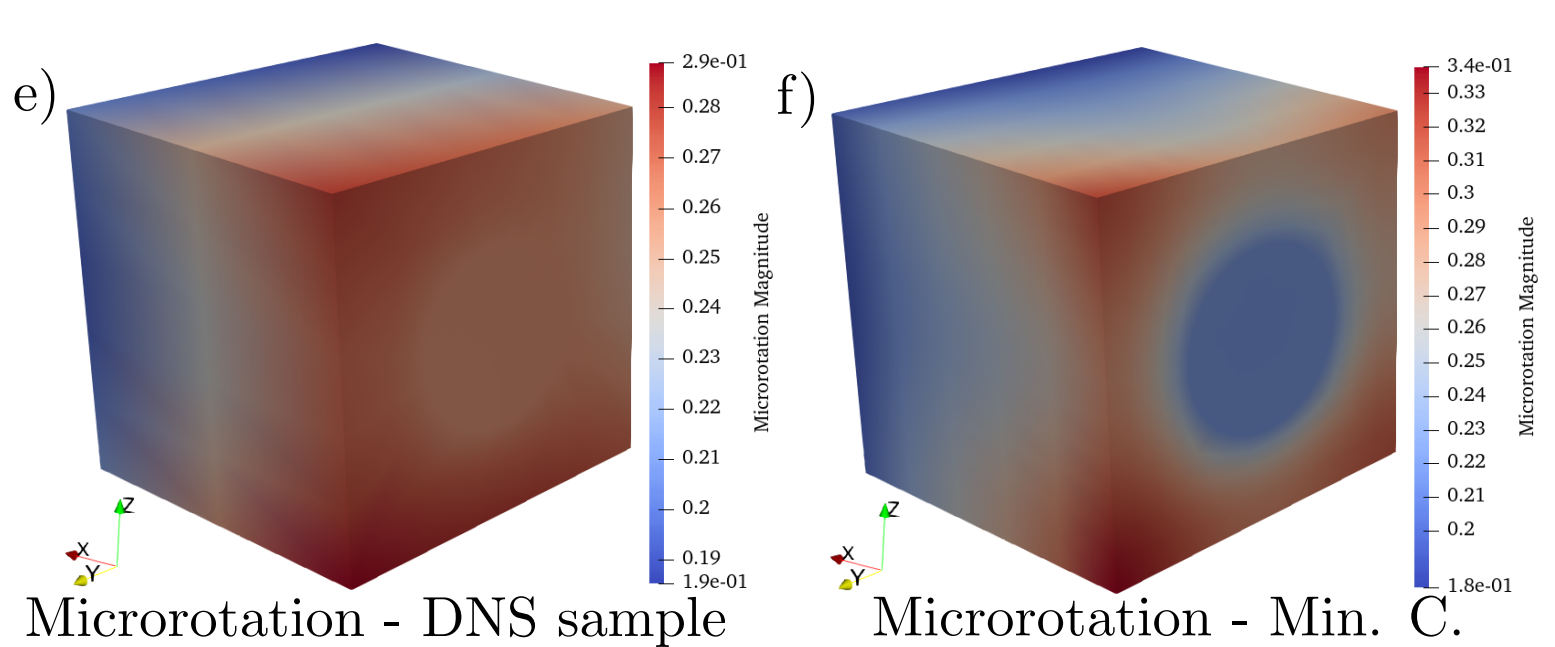 e)
2.9e-01
0.28
0.27
0.26
0.25
0.24
0.23
0.22
0.21
0.2
0.19
1.9e-01
Microrotation Magnitude
Z
X
Y
Microrotation - DNS sample
f)
3.4e-01
0.33
0.32
0.31
0.3
0.29
0.28
0.27
0.26
0.25
0.24
0.23
0.22
0.21
0.2
1.8e-01
Microrotation Magnitude
Z
X
Y
Microrotation - Min. C.